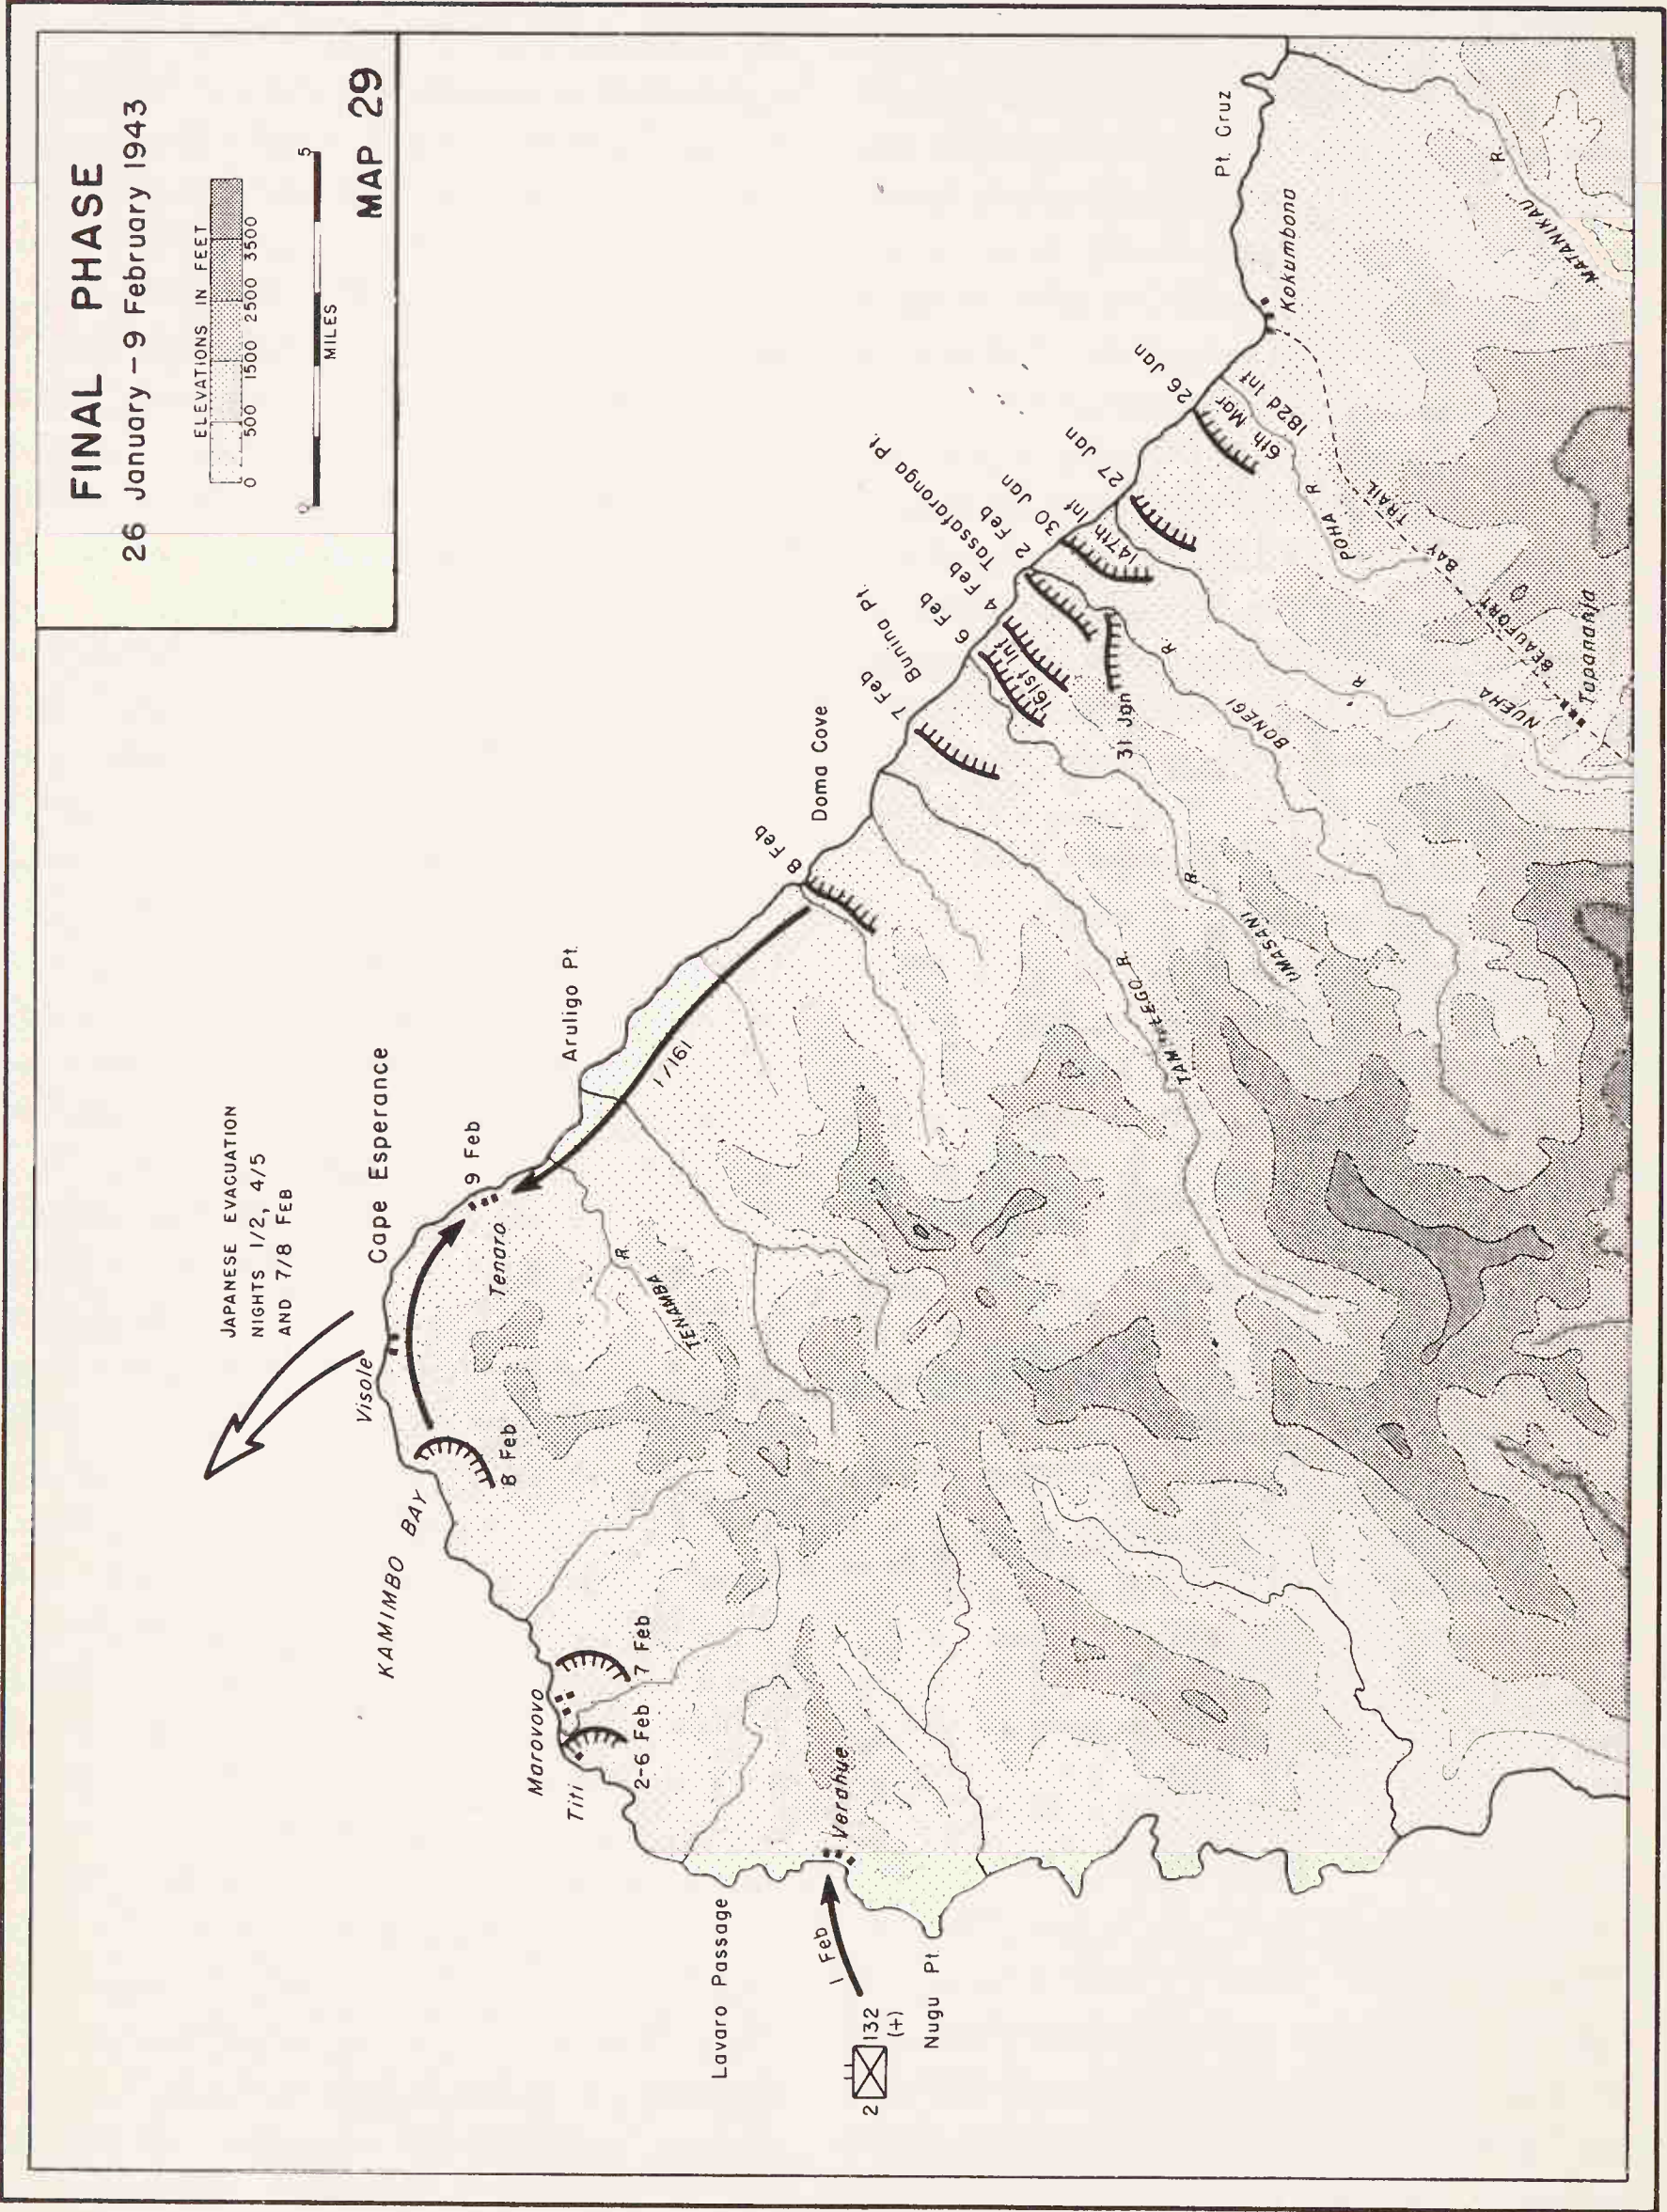 FINAL PHASE
26 January – 9 February 1943
ELEVATIONS IN FEET
0 500 1500 2500 3500
0 5
MILES
MAP 29
JAPANESE EVACUATION
NIGHTS 1/2, 4/5
AND 7/8 FEB
Cape Esperance
Visole
KAMIMBO BAY
8 Feb
9 Feb
Tenaro
Aruligo Pt.
1/161
TENAMBA R.
Marovovo
Titi
7 Feb
2-6 Feb
Lavaro Passage
Verahue
1 Feb
2 132
(+)
Nugu Pt.
8 Feb
Doma Cove
7 Feb
Bunina Pt.
6 Feb
161st Inf
4 Feb
Tassafaronga Pt.
2 Feb
31 Jan
30 Jan
147th Inf
27 Jan
26 Jan
6th Mar
182d Inf
Kokumbona
Pt. Cruz
MATANIKAU R.
POHA R
BEAUFORT BAY TRAIL
Tapananja
NUEHA R
BONEGI R
UMASANI R.
TAMBALEGO R.